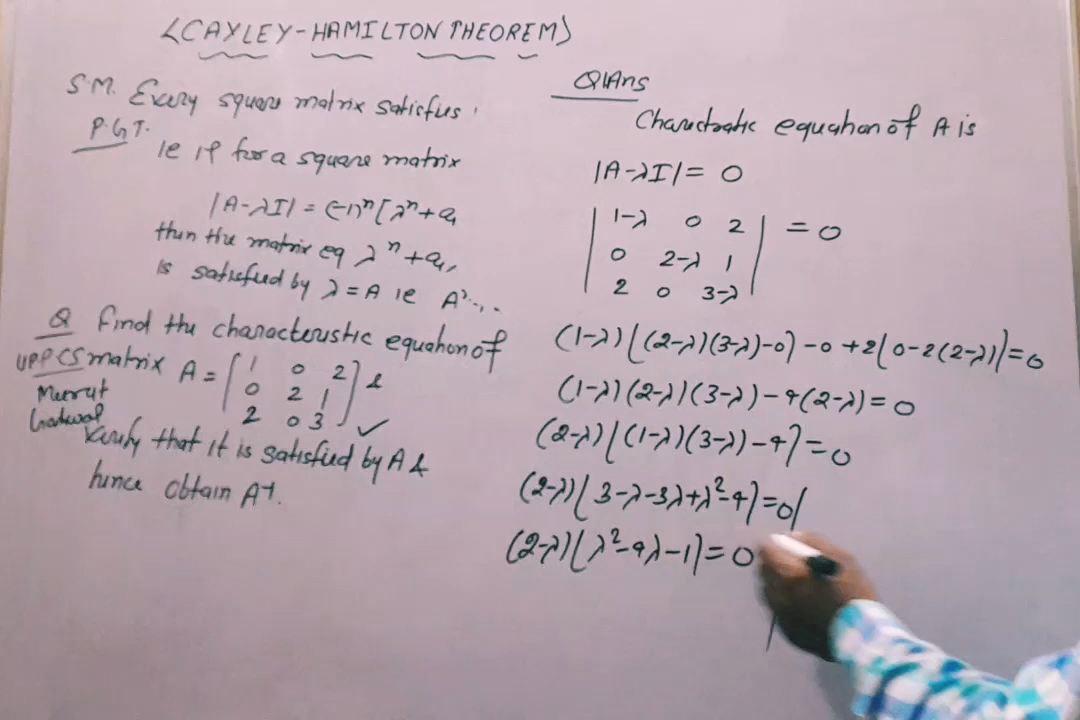 <CAYLEY-HAMILTON THEOREM>
S.M. Every square matrix satisfies
P.G.T.
ie if for a square matrix
|A-λI| = (-1)ⁿ[λⁿ+a₁
then the matrix eq λⁿ+a₁,
is satisfied by λ=A ie
Q Find the characterustic equation of
UPPCS matrix A = [1 0 2
0 2 1
2 0 3] &
Verify that it is satisfied by A &
hence obtain A⁻¹.
Q1Ans
equation of A is
|A-λI| = 0
|1-λ 0 2
0 2-λ 1
2 0 3-λ| = 0
(1-λ)[(2-λ)(3-λ)-0]-0+2[0-2(2-λ)]=0
(1-λ)(2-λ)(3-λ)-4(2-λ)=0
(2-λ)[(1-λ)(3-λ)-4]=0
(2-λ)[3-λ-3λ+λ²-4]=0
(2-λ)[λ²-4λ-1]=0